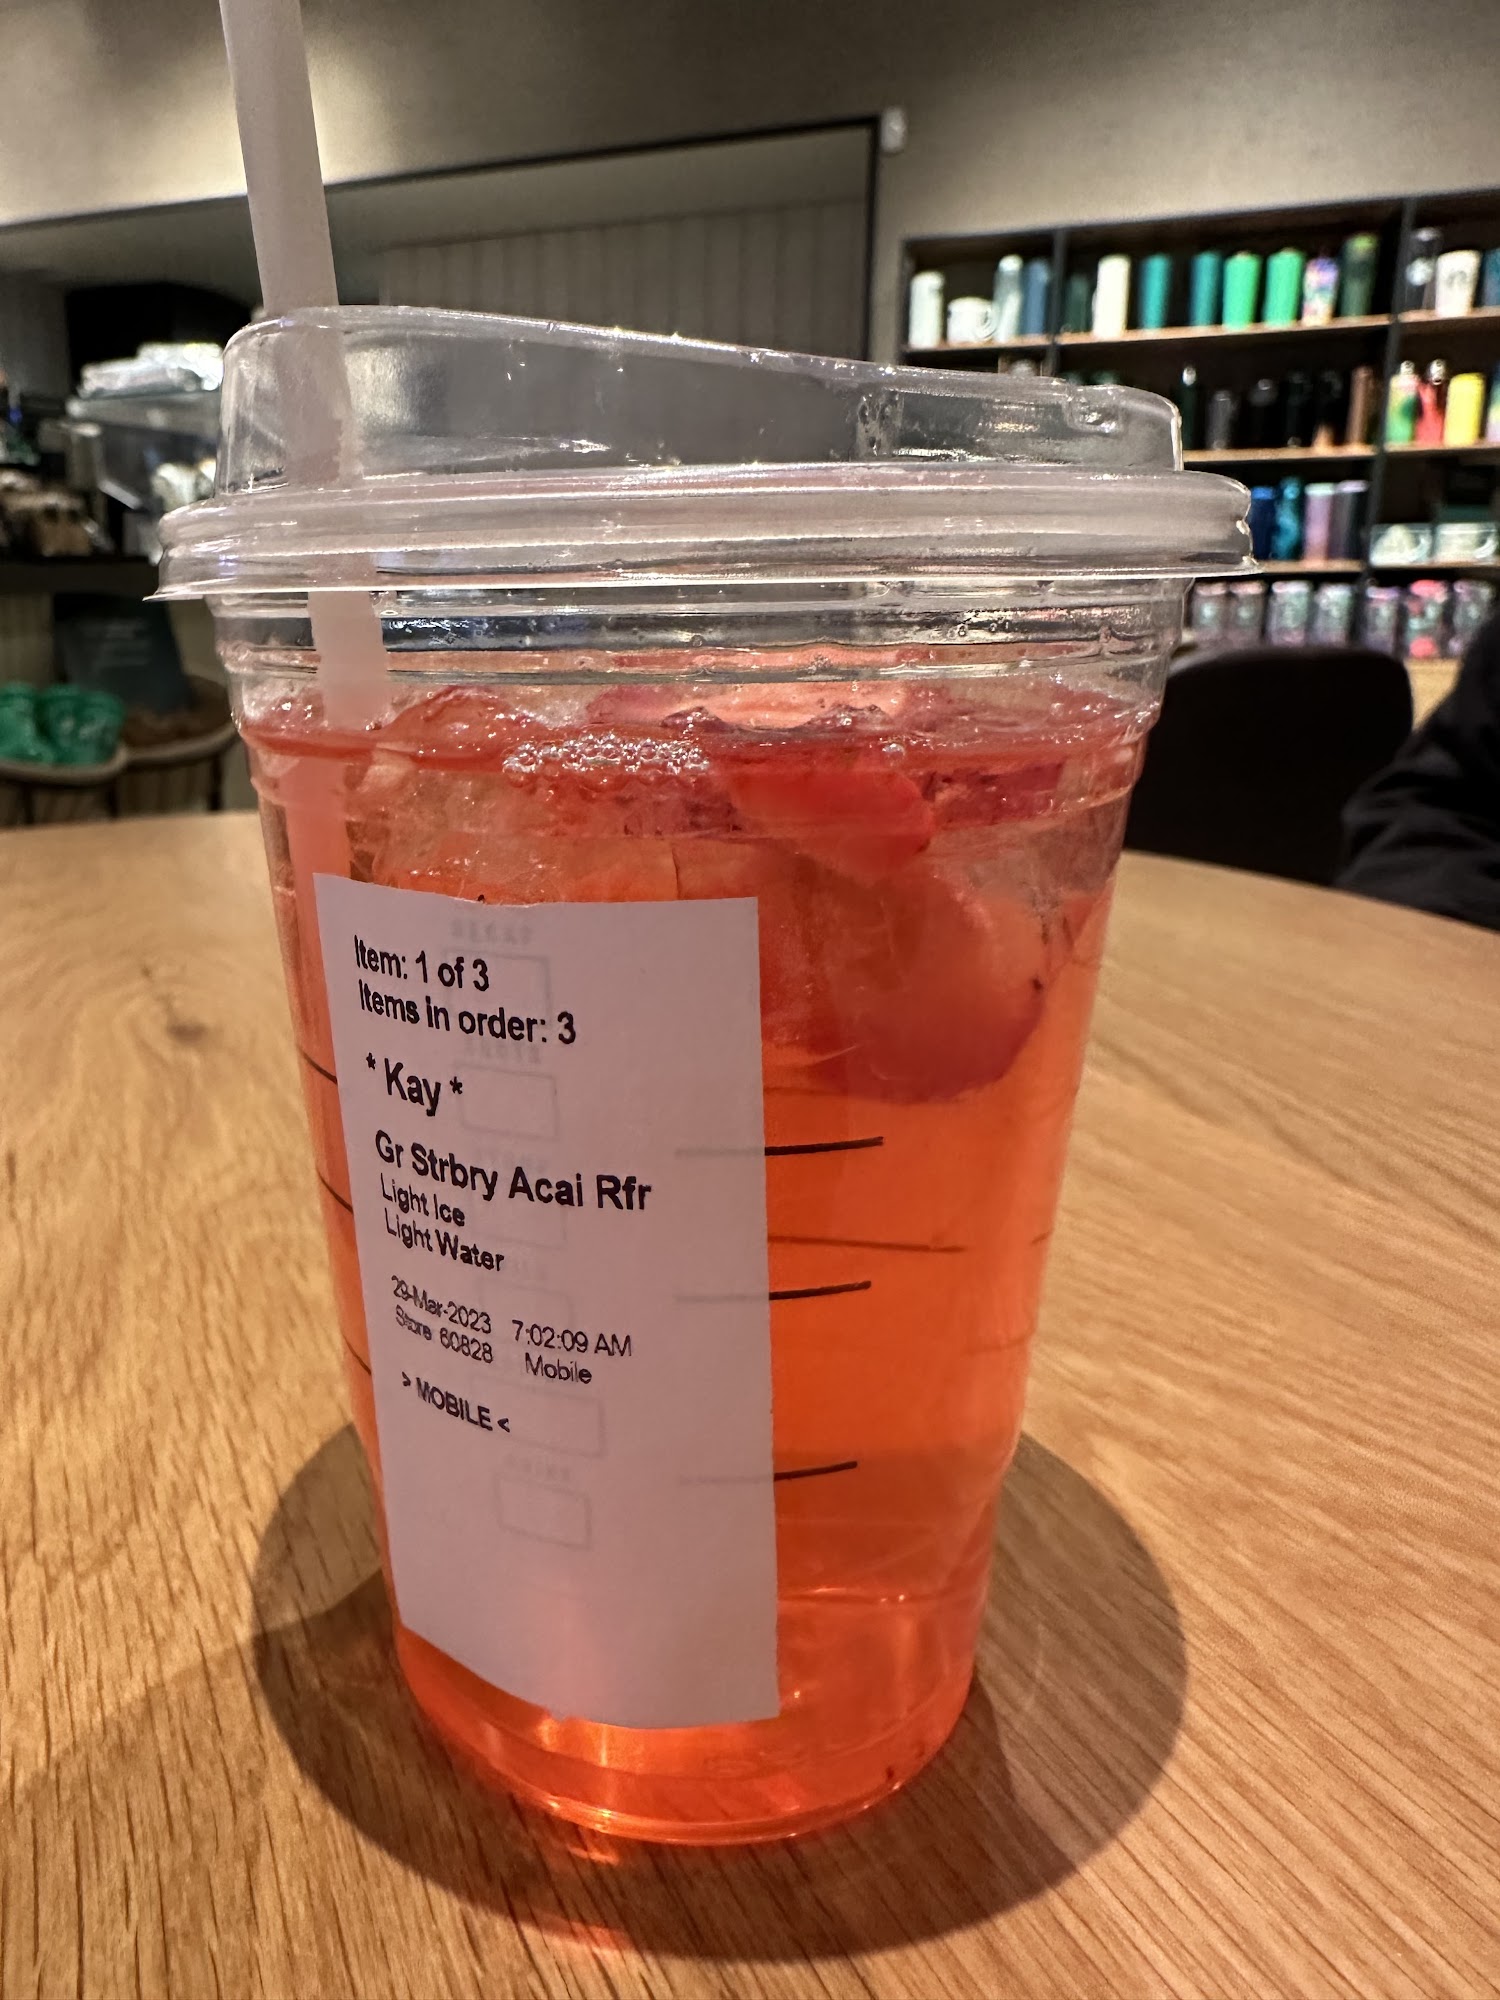 Item: 1 of 3
Items in order: 3
* Kay *
Gr Strbry Acai Rfr
Light Ice
Light Water
29-Mar-2023 7:02:09 AM
Store 60828 Mobile
> MOBILE <